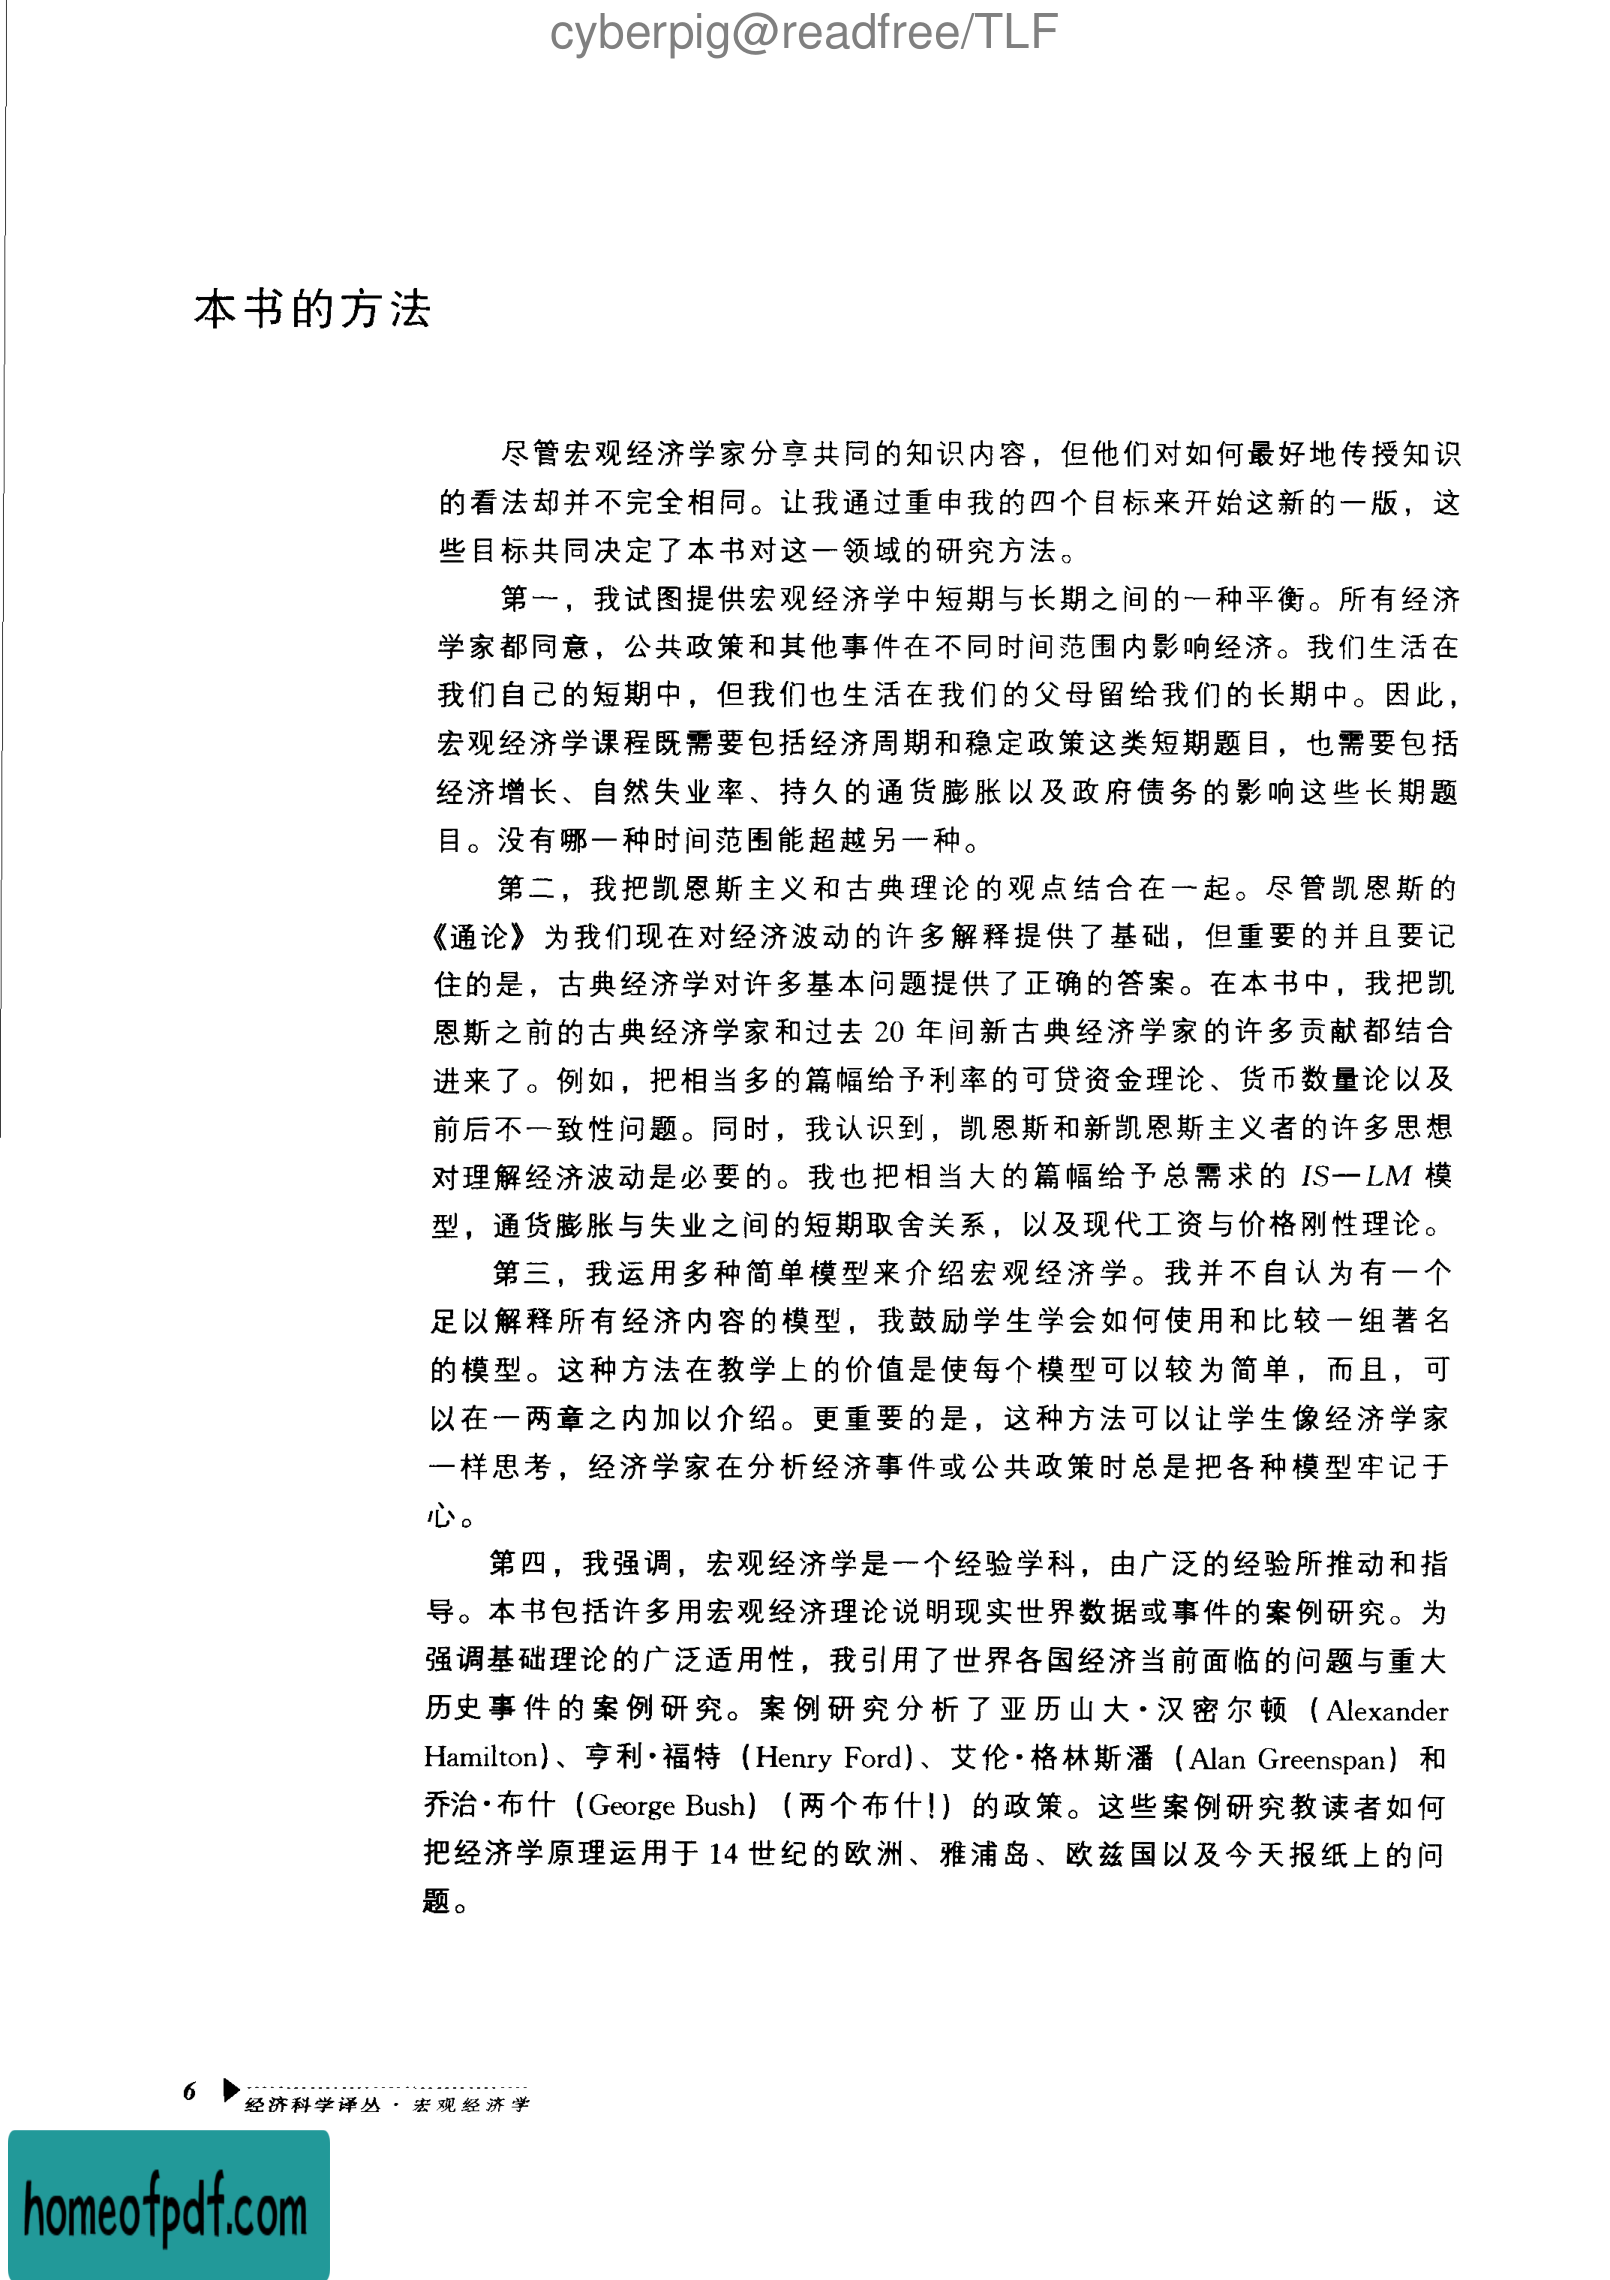 cyberpig@readfree/TLF
本书的方法
尽管宏观经济学家分享共同的知识内容，但他们对如何最好地传授知识
的看法却并不完全相同。让我通过重申我的四个目标来开始这新的一版，这
些目标共同决定了本书对这一领域的研究方法。
第一，我试图提供宏观经济学中短期与长期之间的一种平衡。所有经济
学家都同意，公共政策和其他事件在不同时间范围内影响经济。我们生活在
我们自己的短期中，但我们也生活在我们的父母留给我们的长期中。因此，
宏观经济学课程既需要包括经济周期和稳定政策这类短期题目，也需要包括
经济增长、自然失业率、持久的通货膨胀以及政府债务的影响这些长期题
目。没有哪一种时间范围能超越另一种。
第二，我把凯恩斯主义和古典理论的观点结合在一起。尽管凯恩斯的
《通论》为我们现在对经济波动的许多解释提供了基础，但重要的并且要记
住的是，古典经济学对许多基本问题提供了正确的答案。在本书中，我把凯
恩斯之前的古典经济学家和过去 20 年间新古典经济学家的许多贡献都结合
进来了。例如，把相当多的篇幅给予利率的可贷资金理论、货币数量论以及
前后不一致性问题。同时，我认识到，凯恩斯和新凯恩斯主义者的许多思想
对理解经济波动是必要的。我也把相当大的篇幅给予总需求的 IS—LM 模
型，通货膨胀与失业之间的短期取舍关系，以及现代工资与价格刚性理论。
第三，我运用多种简单模型来介绍宏观经济学。我并不自认为有一个
足以解释所有经济内容的模型，我鼓励学生学会如何使用和比较一组著名
的模型。这种方法在教学上的价值是使每个模型可以较为简单，而且，可
以在一两章之内加以介绍。更重要的是，这种方法可以让学生像经济学家
一样思考，经济学家在分析经济事件或公共政策时总是把各种模型牢记于
心。
第四，我强调，宏观经济学是一个经验学科，由广泛的经验所推动和指
导。本书包括许多用宏观经济理论说明现实世界数据或事件的案例研究。为
强调基础理论的广泛适用性，我引用了世界各国经济当前面临的问题与重大
历史事件的案例研究。案例研究分析了亚历山大·汉密尔顿（Alexander
Hamilton）、亨利·福特（Henry Ford）、艾伦·格林斯潘（Alan Greenspan）和
乔治·布什（George Bush）（两个布什！）的政策。这些案例研究教读者如何
把经济学原理运用于 14 世纪的欧洲、雅浦岛、欧兹国以及今天报纸上的问
题。
6
经济科学译丛·宏观经济学
homeofpdf.com